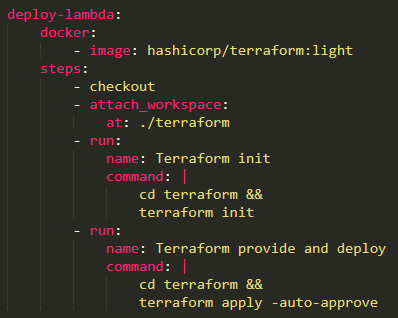 deploy-lambda:
    docker:
        - image: hashicorp/terraform:light
    steps:
        - checkout
        - attach_workspace:
            at: ./terraform
        - run:
            name: Terraform init
            command: |
                cd terraform &&
                terraform init
        - run:
            name: Terraform provide and deploy
            command: |
                cd terraform &&
                terraform apply -auto-approve